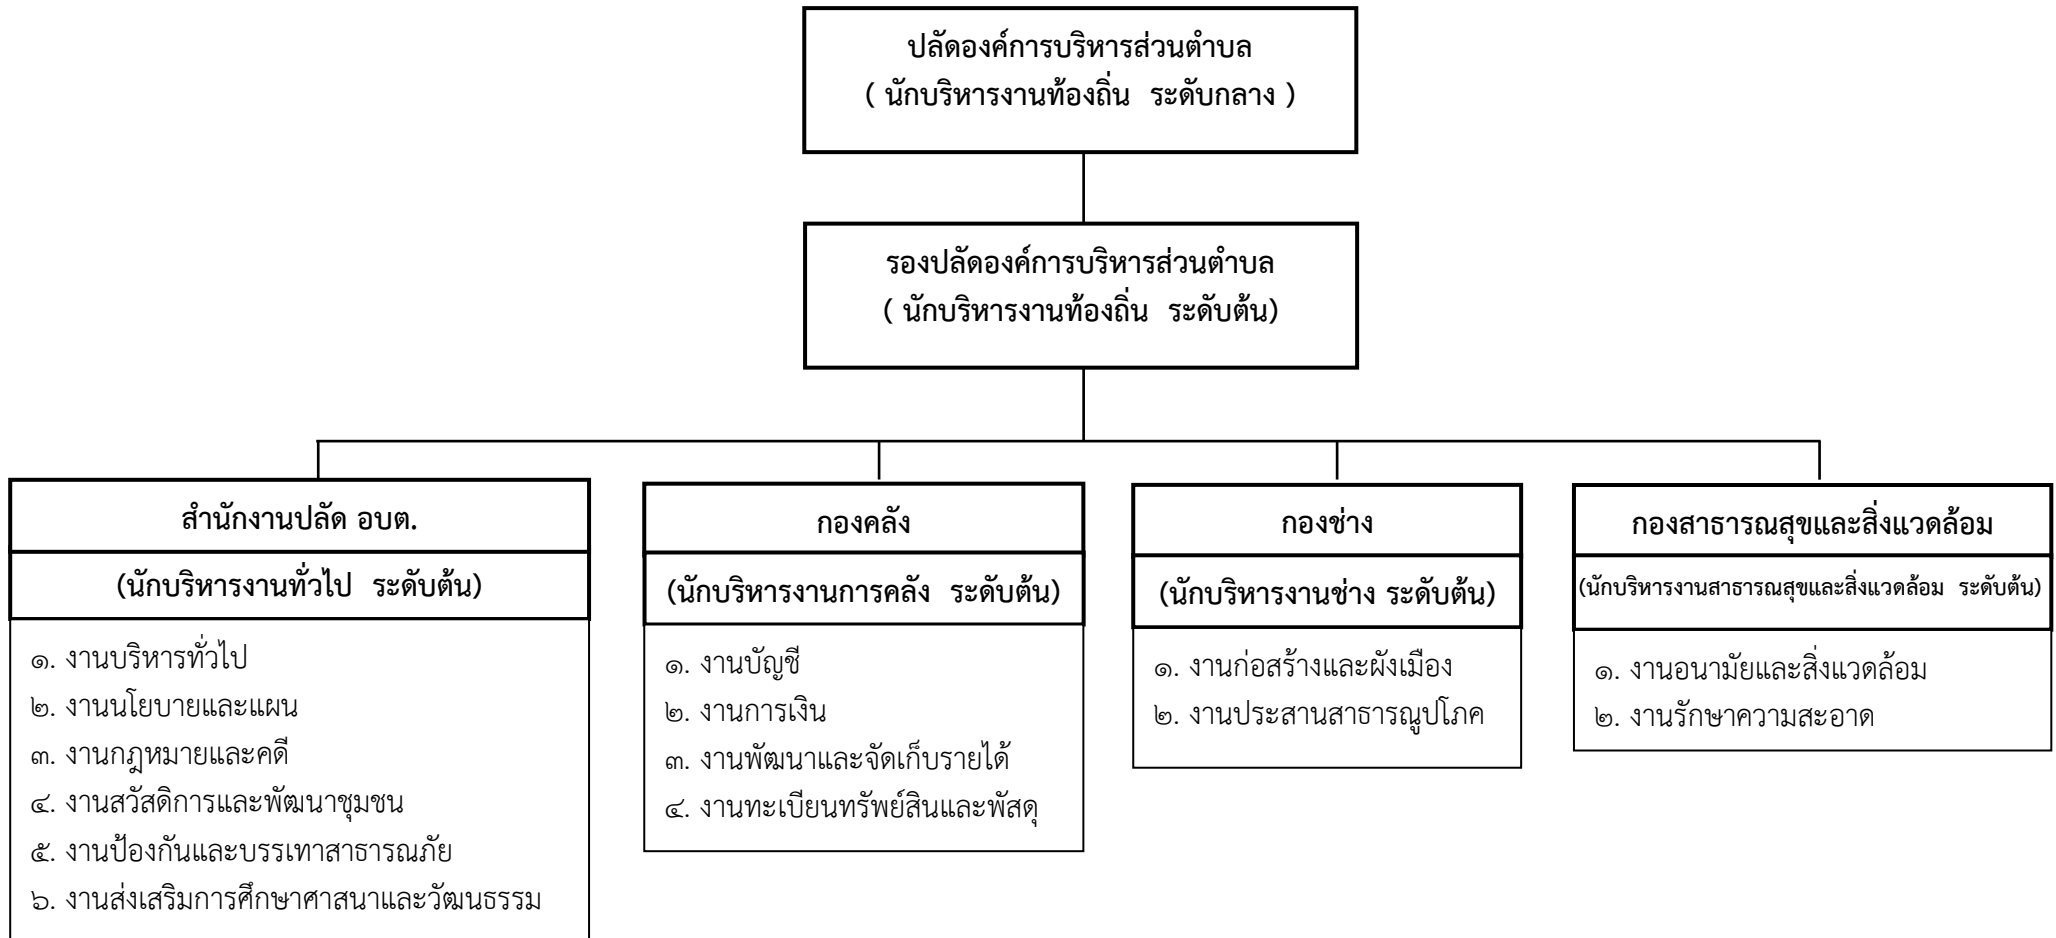 ปลัดองค์การบริหารส่วนตำบล
( นักบริหารงานท้องถิ่น ระดับกลาง )
รองปลัดองค์การบริหารส่วนตำบล
( นักบริหารงานท้องถิ่น ระดับต้น)
สำนักงานปลัด อบต.
(นักบริหารงานทั่วไป ระดับต้น)
๑. งานบริหารทั่วไป
๒. งานนโยบายและแผน
๓. งานกฎหมายและคดี
๔. งานสวัสดิการและพัฒนาชุมชน
๕. งานป้องกันและบรรเทาสาธารณภัย
๖. งานส่งเสริมการศึกษาศาสนาและวัฒนธรรม
กองคลัง
(นักบริหารงานการคลัง ระดับต้น)
๑. งานบัญชี
๒. งานการเงิน
๓. งานพัฒนาและจัดเก็บรายได้
๔. งานทะเบียนทรัพย์สินและพัสดุ
กองช่าง
(นักบริหารงานช่าง ระดับต้น)
๑. งานก่อสร้างและผังเมือง
๒. งานประสานสาธารณูปโภค
กองสาธารณสุขและสิ่งแวดล้อม
(นักบริหารงานสาธารณสุขและสิ่งแวดล้อม ระดับต้น)
๑. งานอนามัยและสิ่งแวดล้อม
๒. งานรักษาความสะอาด